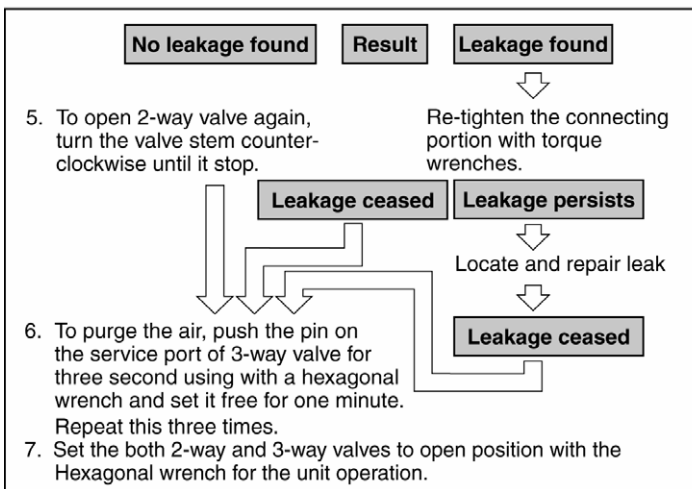 No leakage found
Result
Leakage found
5. To open 2-way valve again,
turn the valve stem counter-
clockwise until it stop.
Re-tighten the connecting
portion with torque
wrenches.
Leakage ceased
Leakage persists
Locate and repair leak
Leakage ceased
6. To purge the air, push the pin on
the service port of 3-way valve for
three second using with a hexagonal
wrench and set it free for one minute.
Repeat this three times.
7. Set the both 2-way and 3-way valves to open position with the
Hexagonal wrench for the unit operation.